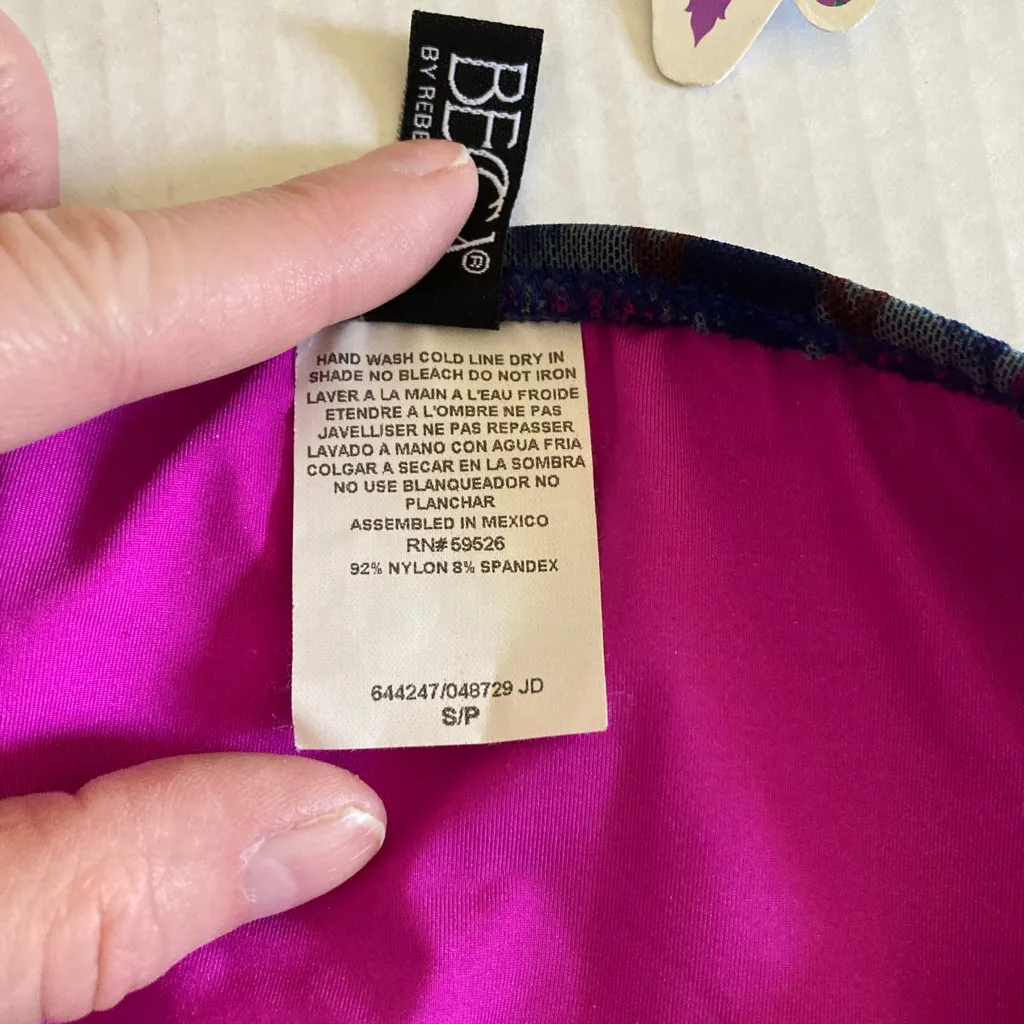 BY REBE
HAND WASH COLD LINE DRY IN
SHADE NO BLEACH DO NOT IRON
LAVER A LA MAIN A L'EAU FROIDE
ETENDRE A L'OMBRE NE PAS
JAVELLISER NE PAS REPASSER
LAVADO A MANO CON AGUA FRIA
COLGAR A SECAR EN LA SOMBRA
NO USE BLANQUEADOR NO
PLANCHAR
ASSEMBLED IN MEXICO
RN#59526
92% NYLON 8% SPANDEX
644247/048729 JD
S/P